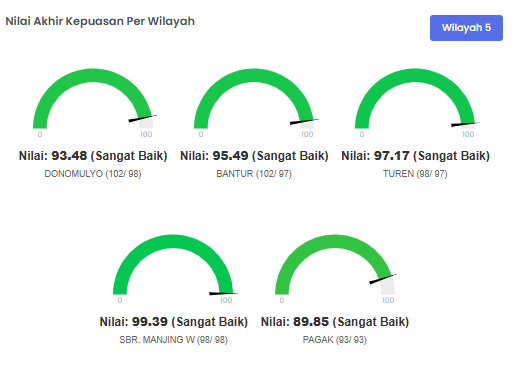 Nilai Akhir Kepuasan Per Wilayah
Wilayah 5
0 100 0 100 0 100
Nilai: 93.48 (Sangat Baik) Nilai: 95.49 (Sangat Baik) Nilai: 97.17 (Sangat Baik)
DONOMULYO (102/ 98) BANTUR (102/ 97) TUREN (98/ 97)
0 100 0 100
Nilai: 99.39 (Sangat Baik) Nilai: 89.85 (Sangat Baik)
SBR. MANJING W (98/ 98) PAGAK (93/ 93)